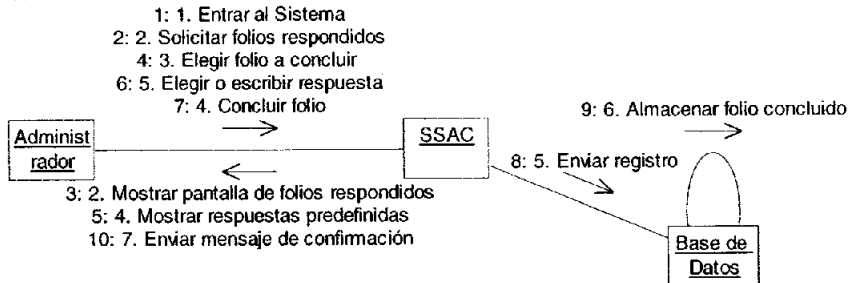 1: 1. Entrar al Sistema
2: 2. Solicitar folios respondidos
4: 3. Elegir folio a concluir
6: 5. Elegir o escribir respuesta
7: 4. Concluir folio
9: 6. Almacenar folio concluido
Administ
rador
SSAC
8: 5. Enviar registro
3: 2. Mostrar pantalla de folios respondidos
5: 4. Mostrar respuestas predefinidas
10: 7. Enviar mensaje de confirmación
Base de
Datos